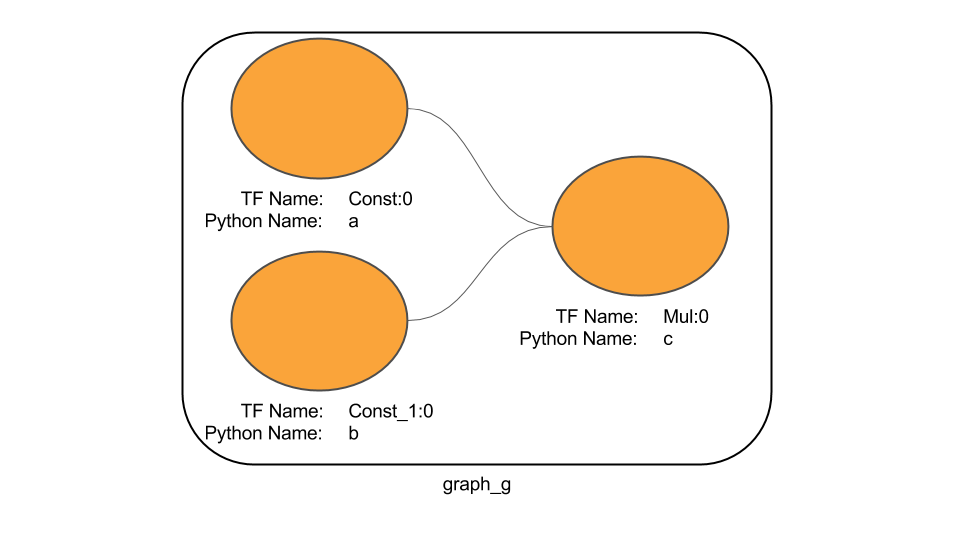 TF Name: Const:0
Python Name: a
TF Name: Mul:0
Python Name: c
TF Name: Const_1:0
Python Name: b
graph_g